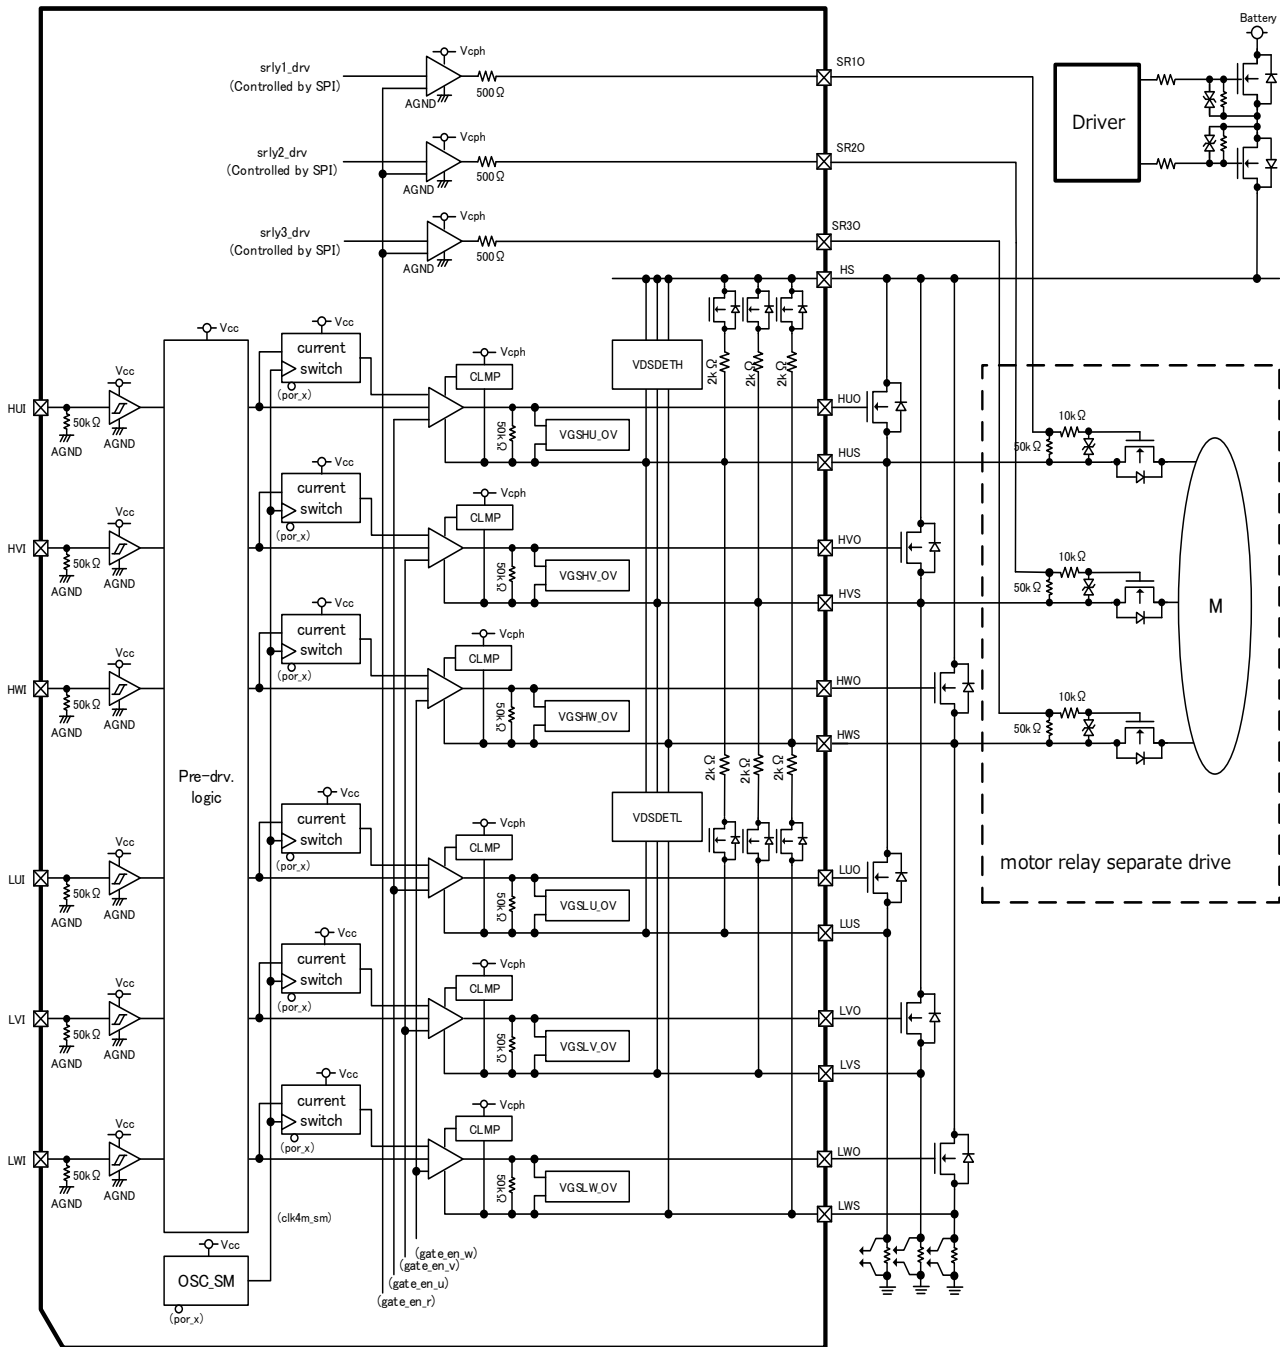 Battery
Vcph
srly1_drv
(Controlled by SPI)
AGND
500Ω
SR1O
Driver
Vcph
srly2_drv
(Controlled by SPI)
AGND
500Ω
SR2O
Vcph
srly3_drv
(Controlled by SPI)
AGND
500Ω
SR3O
HS
Vcc
Vcc
current
switch
(por_x)
Vcph
CLMP
VDSDETH
2kΩ
2kΩ
2kΩ
Vcc
HUI
50kΩ
AGND
AGND
50kΩ
VGSHU_OV
HUO
HUS
10kΩ
50kΩ
Vcc
current
switch
(por_x)
Vcph
CLMP
Vcc
HVI
50kΩ
AGND
AGND
50kΩ
VGSHV_OV
HVO
HVS
10kΩ
50kΩ
M
Vcc
current
switch
(por_x)
Vcph
CLMP
Vcc
HWI
50kΩ
AGND
AGND
50kΩ
VGSHW_OV
HWO
HWS
10kΩ
50kΩ
Pre-drv.
logic
2kΩ
2kΩ
2kΩ
VDSDETL
Vcc
current
switch
(por_x)
Vcph
CLMP
Vcc
LUI
50kΩ
AGND
AGND
50kΩ
VGSLU_OV
LUO
LUS
motor relay separate drive
Vcc
current
switch
(por_x)
Vcph
CLMP
Vcc
LVI
50kΩ
AGND
AGND
50kΩ
VGSLV_OV
LVO
LVS
Vcc
current
switch
(por_x)
Vcph
CLMP
Vcc
LWI
50kΩ
AGND
AGND
50kΩ
VGSLW_OV
LWO
LWS
(clk4m_sm)
Vcc
OSC_SM
(por_x)
(gate_en_w)
(gate_en_v)
(gate_en_u)
(gate_en_r)